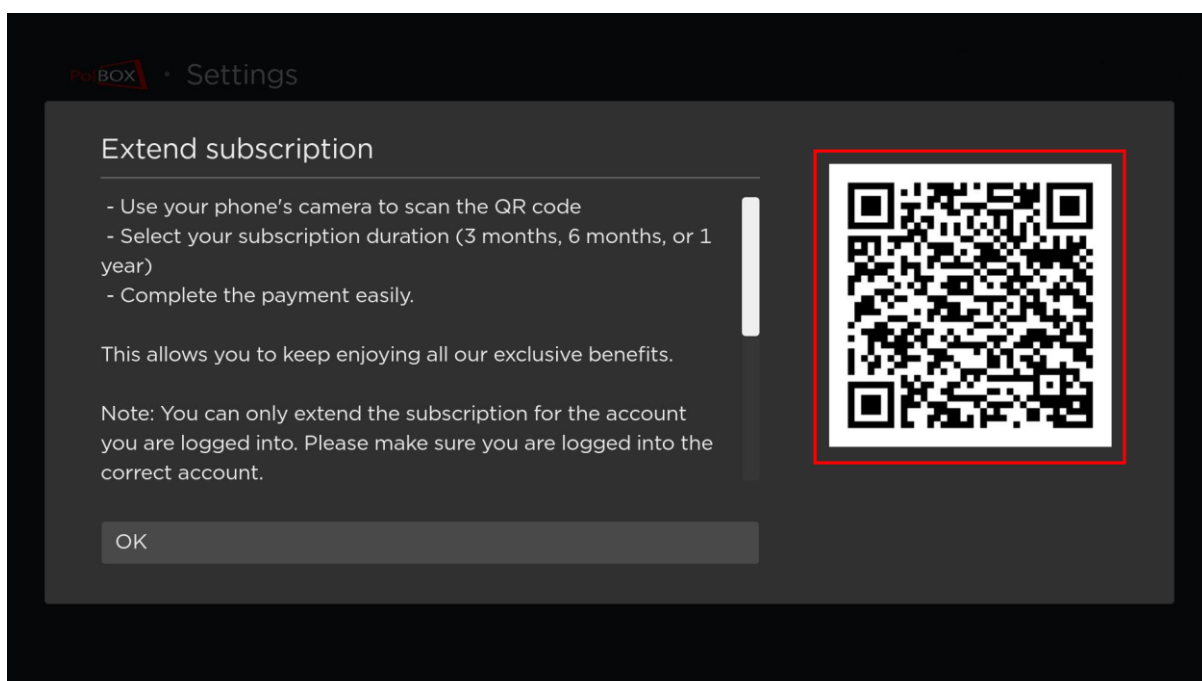 PolBOX • Settings
Extend subscription
- Use your phone's camera to scan the QR code
- Select your subscription duration (3 months, 6 months, or 1
year)
- Complete the payment easily.
This allows you to keep enjoying all our exclusive benefits.
Note: You can only extend the subscription for the account
you are logged into. Please make sure you are logged into the
correct account.
OK